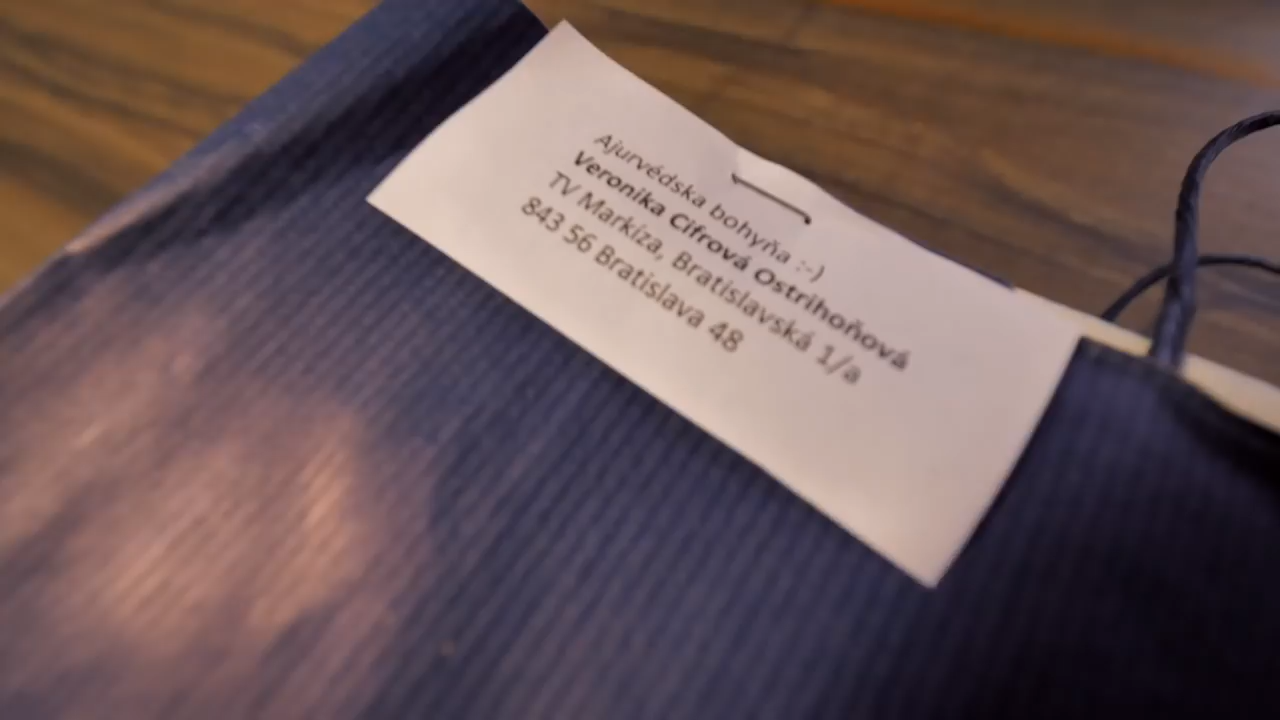 Ajurvédska bohyňa :-)
Veronika Cifrová Ostrihoňová
TV Markíza, Bratislavská 1/a
843 56 Bratislava 48